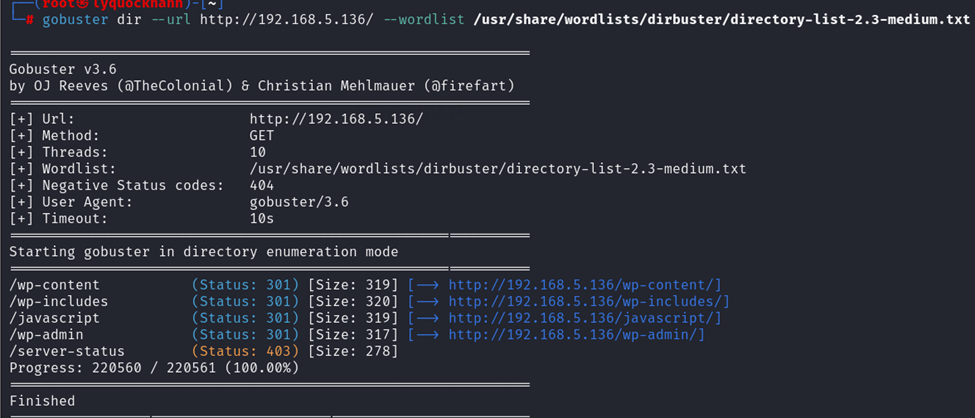 (root㉿lyquockhanh)-[~]
# gobuster dir --url http://192.168.5.136/ --wordlist /usr/share/wordlists/dirbuster/directory-list-2.3-medium.txt
Gobuster v3.6
by OJ Reeves (@TheColonial) & Christian Mehlmauer (@firefart)
[+] Url: http://192.168.5.136/
[+] Method: GET
[+] Threads: 10
[+] Wordlist: /usr/share/wordlists/dirbuster/directory-list-2.3-medium.txt
[+] Negative Status codes: 404
[+] User Agent: gobuster/3.6
[+] Timeout: 10s
Starting gobuster in directory enumeration mode
/wp-content (Status: 301) [Size: 319] [--> http://192.168.5.136/wp-content/]
/wp-includes (Status: 301) [Size: 320] [--> http://192.168.5.136/wp-includes/]
/javascript (Status: 301) [Size: 319] [--> http://192.168.5.136/javascript/]
/wp-admin (Status: 301) [Size: 317] [--> http://192.168.5.136/wp-admin/]
/server-status (Status: 403) [Size: 278]
Progress: 220560 / 220561 (100.00%)
Finished